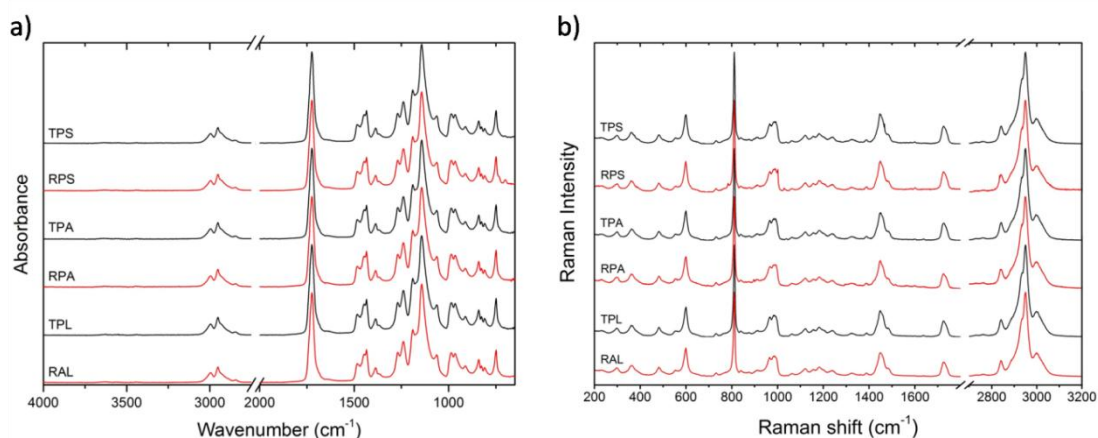 a)
TPS
RPS
TPA
RPA
TPL
RAL
Absorbance
4000 3000 2000 1500 1000
Wavenumber (cm-1)
b)
TPS
RPS
TPA
RPA
TPL
RAL
Raman Intensity
200 400 600 800 1000 1200 1400 1600 2800 3000 3200
Raman shift (cm-1)